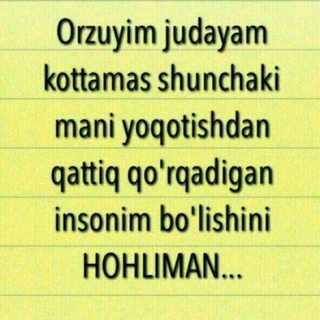 Orzuyim judayam
kottamas shunchaki
mani yoqotishdan
qattiq qo'rqadigan
insonim bo'lishini
HOHLIMAN...